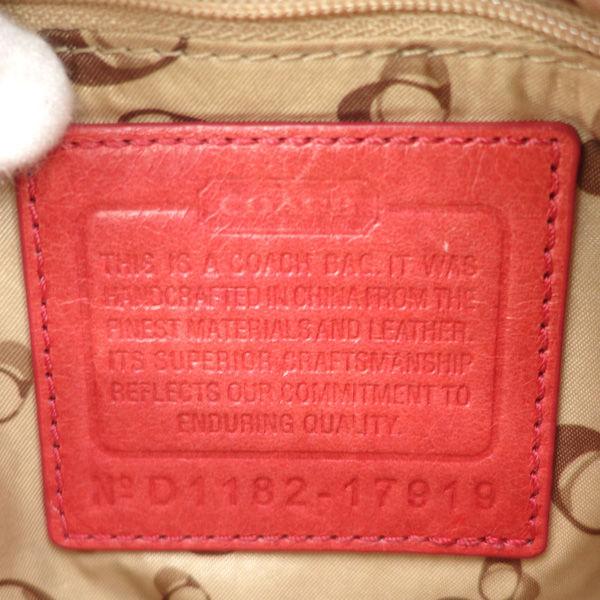 COACH
THIS IS A COACH BAG. IT WAS
HANDCRAFTED IN CHINA FROM THE
FINEST MATERIALS AND LEATHER.
ITS SUPERIOR CRAFTSMANSHIP
REFLECTS OUR COMMITMENT TO
ENDURING QUALITY.
Nº D1182-17919